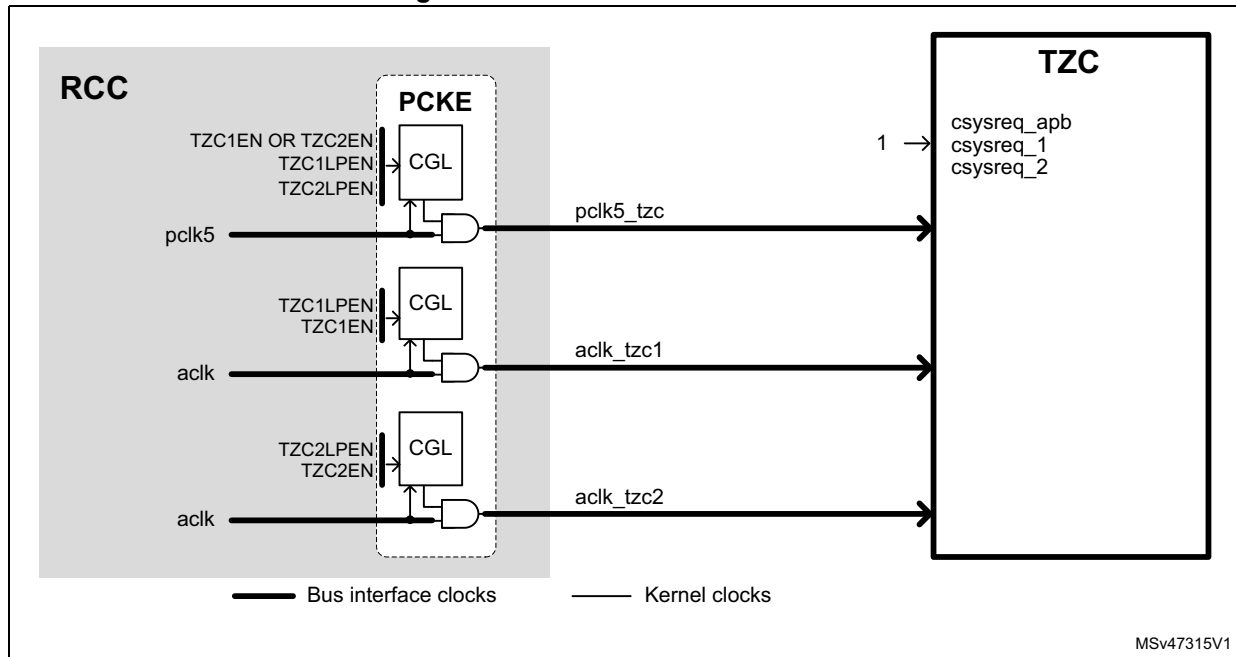 RCC
PCKE
TZC1EN OR TZC2EN
TZC1LPEN
TZC2LPEN
CGL
pclk5
pclk5_tzc
TZC1LPEN
TZC1EN
CGL
aclk
aclk_tzc1
TZC2LPEN
TZC2EN
CGL
aclk
aclk_tzc2
TZC
1
csysreq_apb
csysreq_1
csysreq_2
Bus interface clocks
Kernel clocks
MSv47315V1